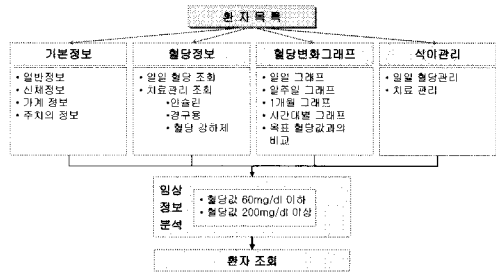 환 자 목 록
기본정보
• 일반정보
• 신체정보
• 가계 정보
• 주치의 정보
혈당정보
• 일일 혈당 조회
• 치료관리 조회
•인슐린
•경구용
•혈당 강하제
혈당변화그래프
• 일일 그래프
• 일주일 그래프
• 1개월 그래프
• 시간대별 그래프
• 목표 혈당값과의
비교
식이관리
• 일일 혈당관리
• 치료 관리
임상
정보
분석
• 혈당값 60mg/dl 이하
• 혈당값 200mg/dl 이상
환자 조회